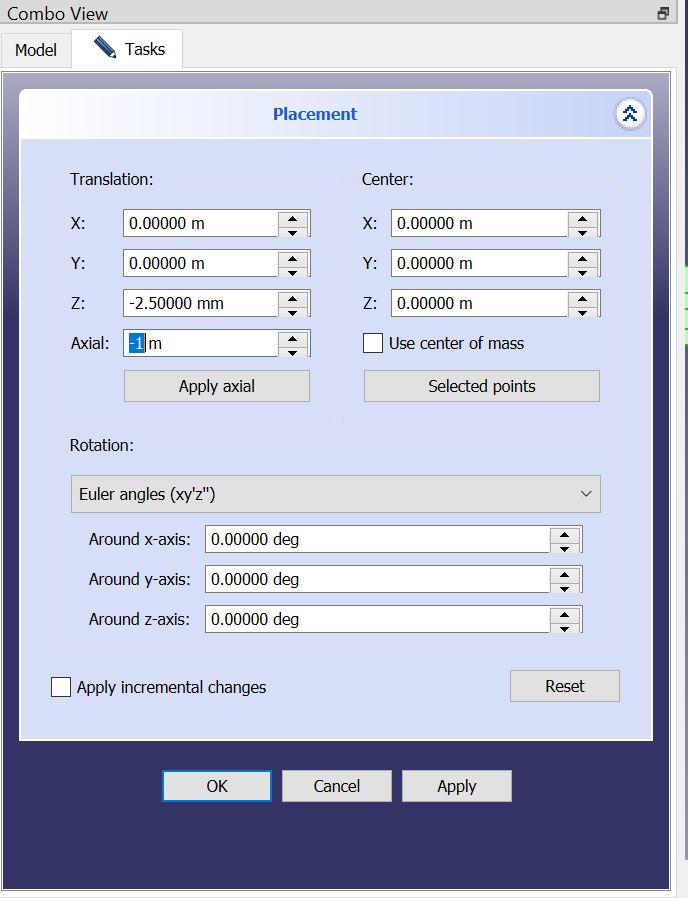 Combo View
Model Tasks
Placement
Translation: Center:
X: 0.00000 m X: 0.00000 m
Y: 0.00000 m Y: 0.00000 m
Z: -2.50000 mm Z: 0.00000 m
Axial: -1 m Use center of mass
Apply axial Selected points
Rotation:
Euler angles (xy'z")
Around x-axis: 0.00000 deg
Around y-axis: 0.00000 deg
Around z-axis: 0.00000 deg
Apply incremental changes Reset
OK Cancel Apply